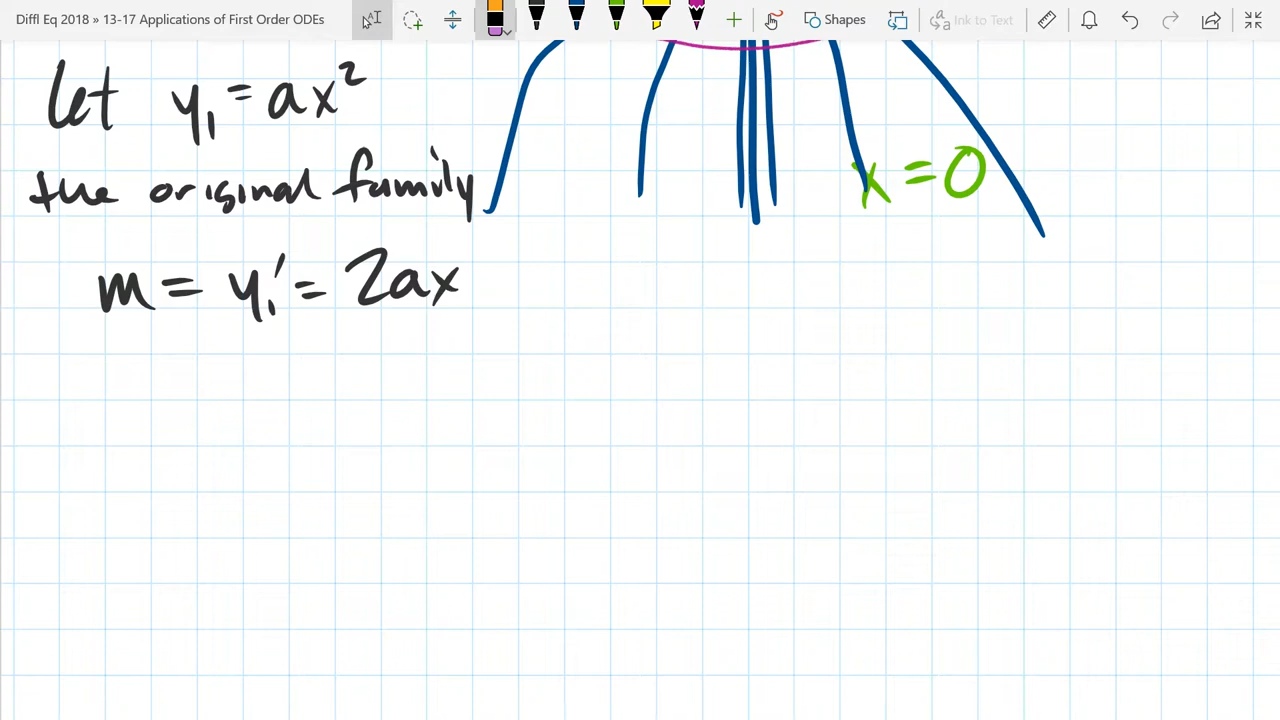 Diffl Eq 2018 » 13-17 Applications of First Order ODEs
Shapes
Ink to Text
let y₁ = ax²
the original family
x = 0
m = y₁' = 2ax